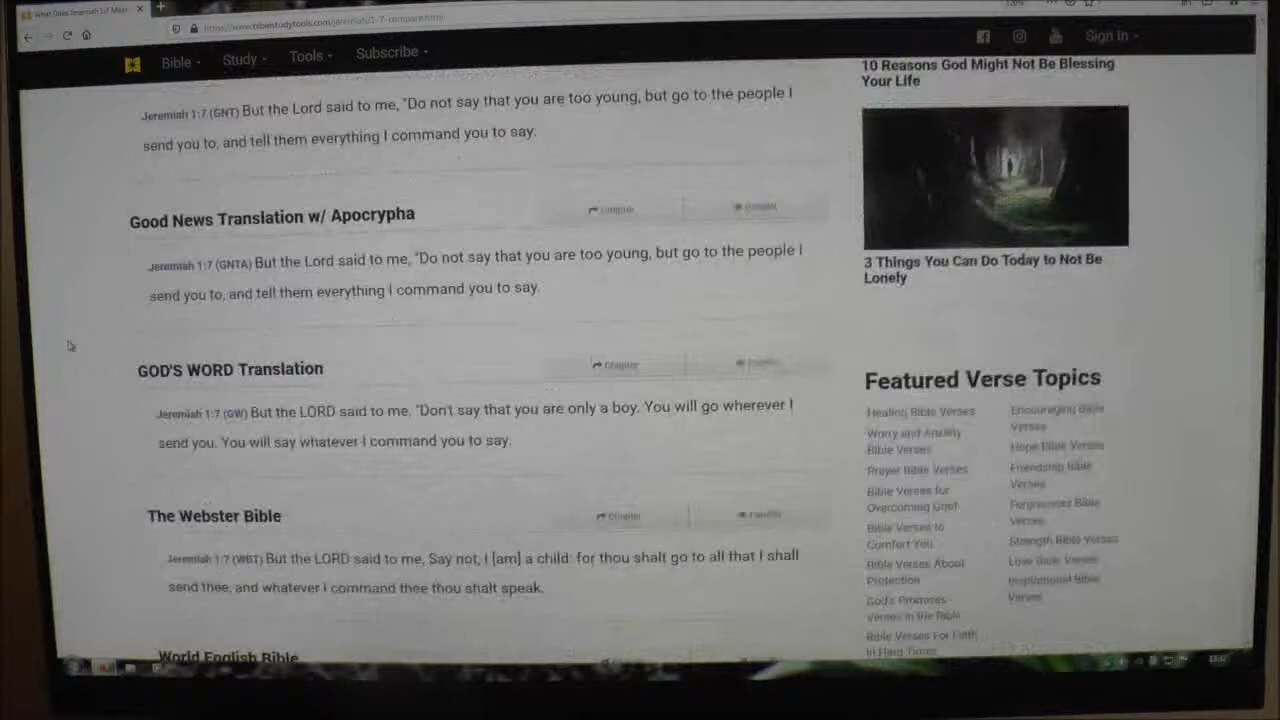 What Does Jeremiah 1:7 Mean
https://www.biblestudytools.com/jeremiah/1-7-compare.html
Bible
Study
Tools
Subscribe
Sign In
Jeremiah 1:7 (GNT) But the Lord said to me, "Do not say that you are too young, but go to the people I
send you to, and tell them everything I command you to say.
Good News Translation w/ Apocrypha
Chapter
Parallel
Jeremiah 1:7 (GNTA) But the Lord said to me, "Do not say that you are too young, but go to the people I
send you to, and tell them everything I command you to say.
GOD'S WORD Translation
Chapter
Parallel
Jeremiah 1:7 (GW) But the LORD said to me, "Don't say that you are only a boy. You will go wherever I
send you. You will say whatever I command you to say.
The Webster Bible
Chapter
Parallel
Jeremiah 1:7 (WBT) But the LORD said to me, Say not, I [am] a child: for thou shalt go to all that I shall
send thee, and whatever I command thee thou shalt speak.
World English Bible
10 Reasons God Might Not Be Blessing
Your Life
3 Things You Can Do Today to Not Be
Lonely
Featured Verse Topics
Healing Bible Verses
Worry and Anxiety
Bible Verses
Prayer Bible Verses
Bible Verses for
Overcoming Grief
Bible Verses to
Comfort You
Bible Verses About
Protection
God's Promises -
Verses in the Bible
Bible Verses For Faith
In Hard Times
Encouraging Bible
Verses
Hope Bible Verses
Friendship Bible
Verses
Forgiveness Bible
Verses
Strength Bible Verses
Love Bible Verses
Inspirational Bible
Verses